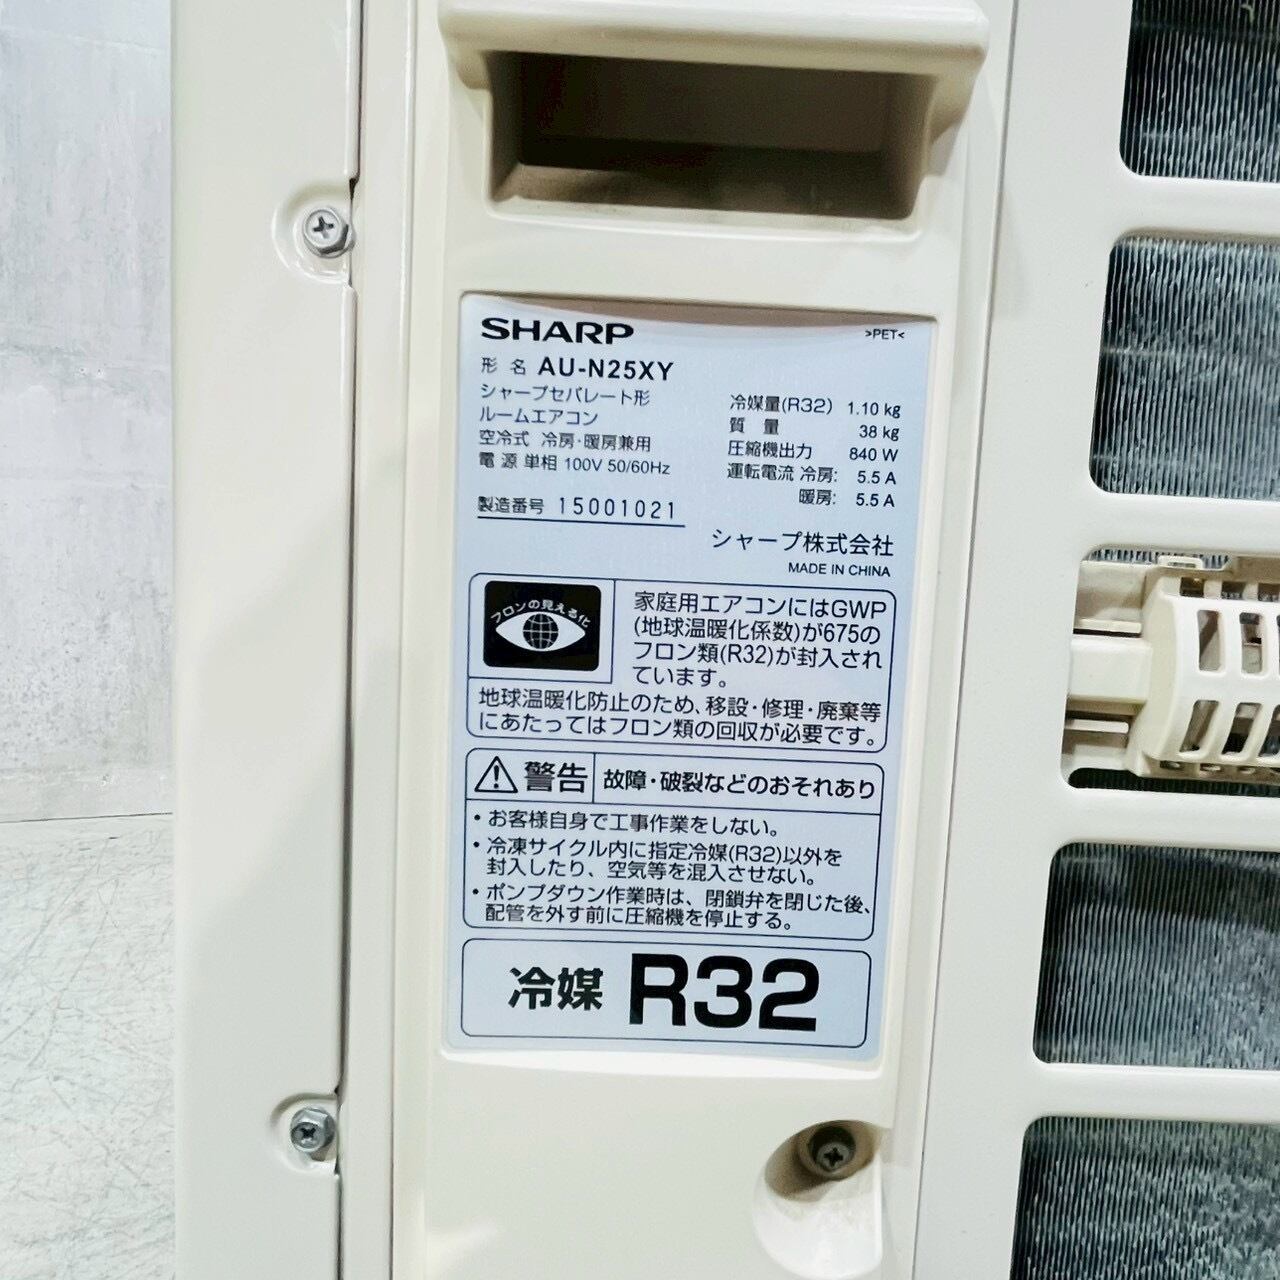 SHARP
>PET<
形名 AU-N25XY
シャープセパレート形
ルームエアコン
空冷式 冷房・暖房兼用
電源 単相 100V 50/60Hz
製造番号 15001021
冷媒量(R32) 1.10 kg
質量 38 kg
圧縮機出力 840 W
運転電流 冷房: 5.5 A
暖房: 5.5 A
シャープ株式会社
MADE IN CHINA
フロンの見える化
家庭用エアコンにはGWP
(地球温暖化係数)が675の
フロン類(R32)が封入され
ています。
地球温暖化防止のため、移設・修理・廃棄等
にあたってはフロン類の回収が必要です。
警告 故障・破裂などのおそれあり
・お客様自身で工事作業をしない。
・冷凍サイクル内に指定冷媒(R32)以外を
封入したり、空気等を混入させない。
・ポンプダウン作業時は、閉鎖弁を閉じた後、
配管を外す前に圧縮機を停止する。
冷媒 R32